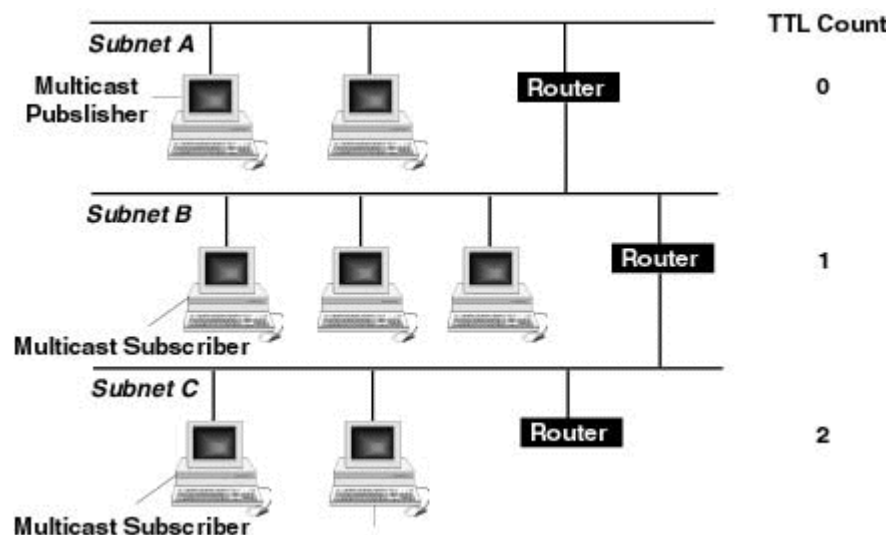 TTL Count
Subnet A
Multicast
Pubslisher
Router
0
Subnet B
Router
1
Multicast Subscriber
Subnet C
Router
2
Multicast Subscriber